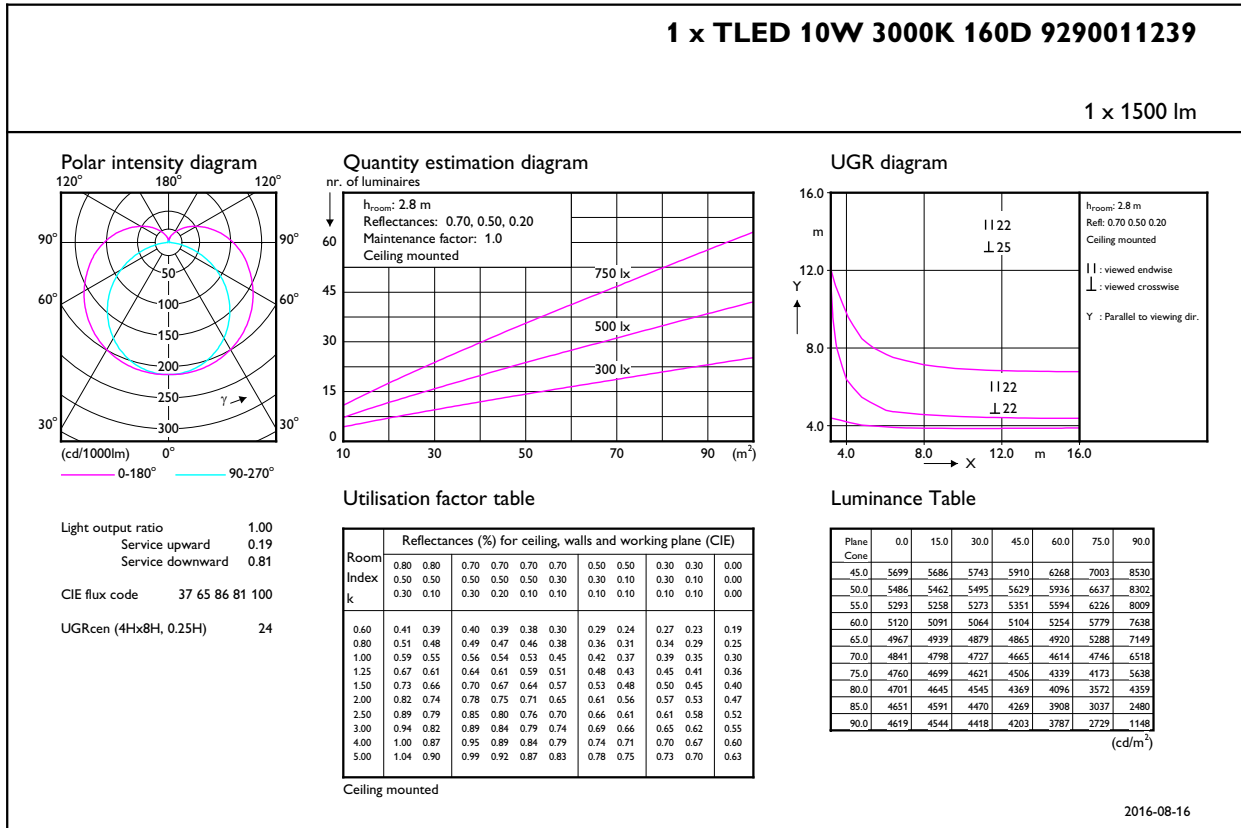 1 x TLED 10W 3000K 160D 9290011239
1 x 1500 lm
Polar intensity diagram
120° 180° 120°
90° 90°
60° 60°
30° 30°
50
100
150
200
250
300
γ
(cd/1000lm) 0°
0-180° 90-270°
Light output ratio 1.00
Service upward 0.19
Service downward 0.81
CIE flux code 37 65 86 81 100
UGRcen (4Hx8H, 0.25H) 24
Quantity estimation diagram
nr. of luminaires
hroom: 2.8 m
Reflectances: 0.70, 0.50, 0.20
Maintenance factor: 1.0
Ceiling mounted
60
45
30
15
0
750 lx
500 lx
300 lx
10 30 50 70 90 (m²)
UGR diagram
16.0
m
12.0
Y
8.0
4.0
|| 22
⊥ 25
|| 22
⊥ 22
4.0 8.0 12.0 m 16.0
X
hroom: 2.8 m
Refl: 0.70 0.50 0.20
Ceiling mounted
|| : viewed endwise
⊥ : viewed crosswise
Y : Parallel to viewing dir.
Utilisation factor table
Room Index k
Reflectances (%) for ceiling, walls and working plane (CIE)
0.80 0.80 0.70 0.70 0.70 0.70 0.50 0.50 0.30 0.30 0.00
0.50 0.50 0.50 0.50 0.50 0.30 0.30 0.10 0.30 0.10 0.00
0.30 0.10 0.30 0.20 0.10 0.10 0.10 0.10 0.10 0.10 0.00
0.60 0.41 0.39 0.40 0.39 0.38 0.30 0.29 0.24 0.27 0.23 0.19
0.80 0.51 0.48 0.49 0.47 0.46 0.38 0.36 0.31 0.34 0.29 0.25
1.00 0.59 0.55 0.56 0.54 0.53 0.45 0.42 0.37 0.39 0.35 0.30
1.25 0.67 0.61 0.64 0.61 0.59 0.51 0.48 0.43 0.45 0.41 0.36
1.50 0.73 0.66 0.70 0.67 0.64 0.57 0.53 0.48 0.50 0.45 0.40
2.00 0.82 0.74 0.78 0.75 0.71 0.65 0.61 0.56 0.57 0.53 0.47
2.50 0.89 0.79 0.85 0.80 0.76 0.70 0.66 0.61 0.61 0.58 0.52
3.00 0.94 0.82 0.89 0.84 0.79 0.74 0.69 0.66 0.65 0.62 0.55
4.00 1.00 0.87 0.95 0.89 0.84 0.79 0.74 0.71 0.70 0.67 0.60
5.00 1.04 0.90 0.99 0.92 0.87 0.83 0.78 0.75 0.73 0.70 0.63
Ceiling mounted
Luminance Table
Plane 0.0 15.0 30.0 45.0 60.0 75.0 90.0
Cone
45.0 5699 5686 5743 5910 6268 7003 8530
50.0 5486 5462 5495 5629 5936 6637 8302
55.0 5293 5258 5273 5351 5594 6226 8009
60.0 5120 5091 5064 5104 5254 5779 7638
65.0 4967 4939 4879 4865 4920 5288 7149
70.0 4841 4798 4727 4665 4614 4746 6518
75.0 4760 4699 4621 4506 4339 4173 5638
80.0 4701 4645 4545 4369 4096 3572 4359
85.0 4651 4591 4470 4269 3908 3037 2480
90.0 4619 4544 4418 4203 3787 2729 1148
(cd/m²)
2016-08-16